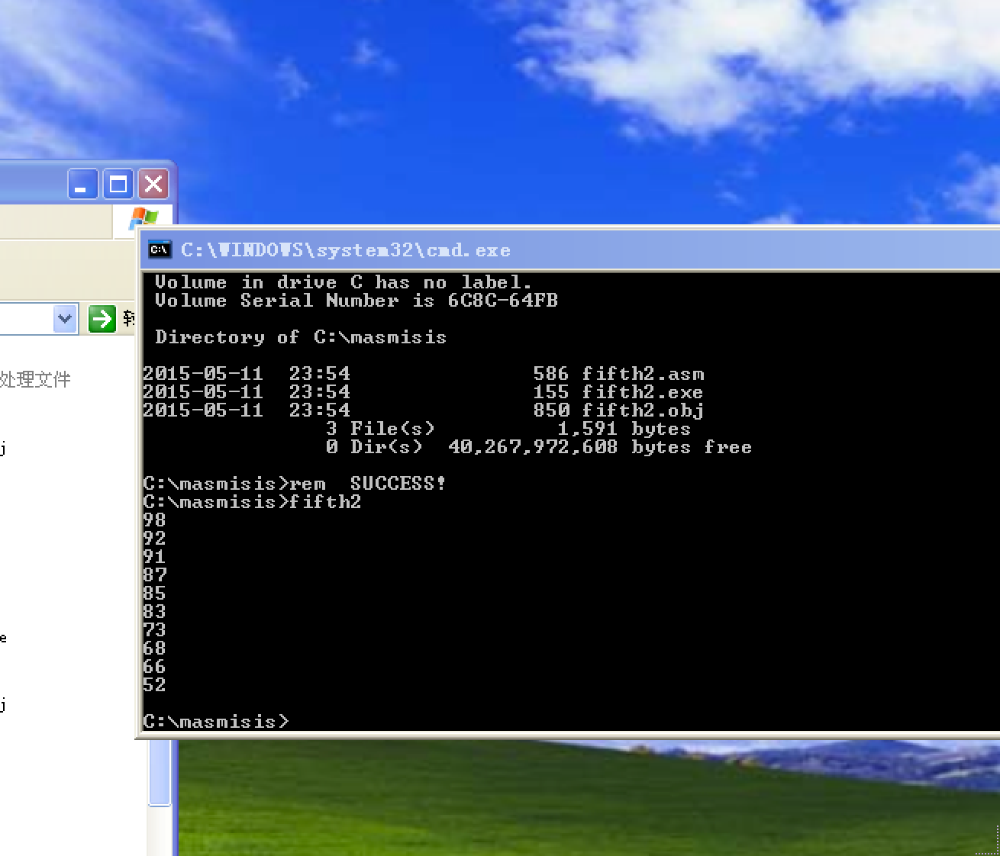 C:\WINDOWS\system32\cmd.exe
Volume in drive C has no label.
Volume Serial Number is 6C8C-64FB
Directory of C:\masmisis
处理文件
2015-05-11  23:54                586 fifth2.asm
2015-05-11  23:54                155 fifth2.exe
2015-05-11  23:54                850 fifth2.obj
3 File(s)          1,591 bytes
0 Dir(s)  40,267,972,608 bytes free
j
C:\masmisis>rem  SUCCESS!
C:\masmisis>fifth2
98
92
91
87
85
83
73
68
66
52
e
j
C:\masmisis>